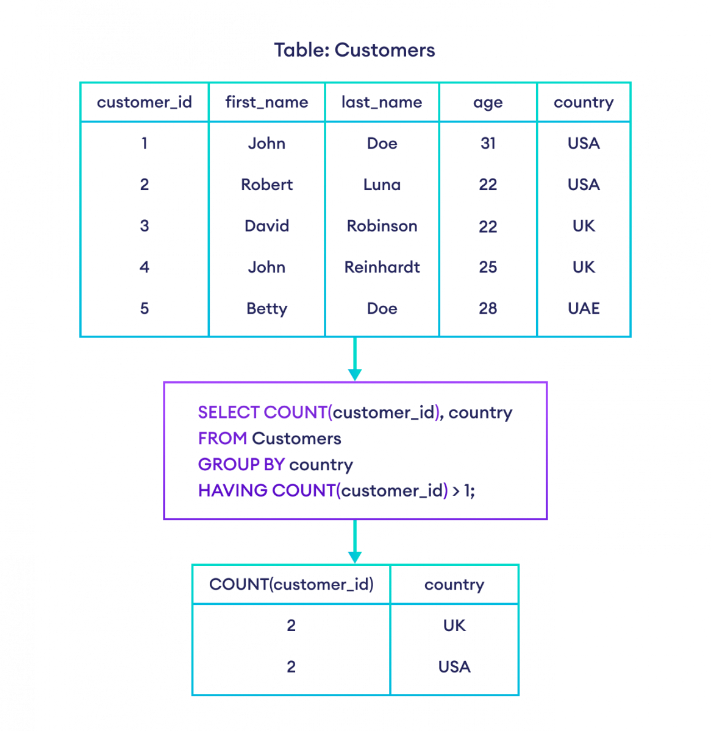 Table: Customers
customer_id first_name last_name age country
1 John Doe 31 USA
2 Robert Luna 22 USA
3 David Robinson 22 UK
4 John Reinhardt 25 UK
5 Betty Doe 28 UAE
SELECT COUNT(customer_id), country
FROM Customers
GROUP BY country
HAVING COUNT(customer_id) > 1;
COUNT(customer_id) country
2 UK
2 USA